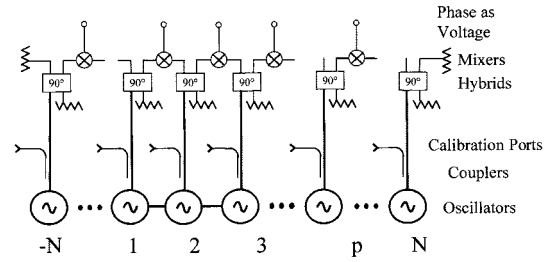 Phase as
Voltage
Mixers
90° 90° 90° 90° 90° 90° Hybrids
Calibration Ports
Couplers
Oscillators
-N 1 2 3 p N